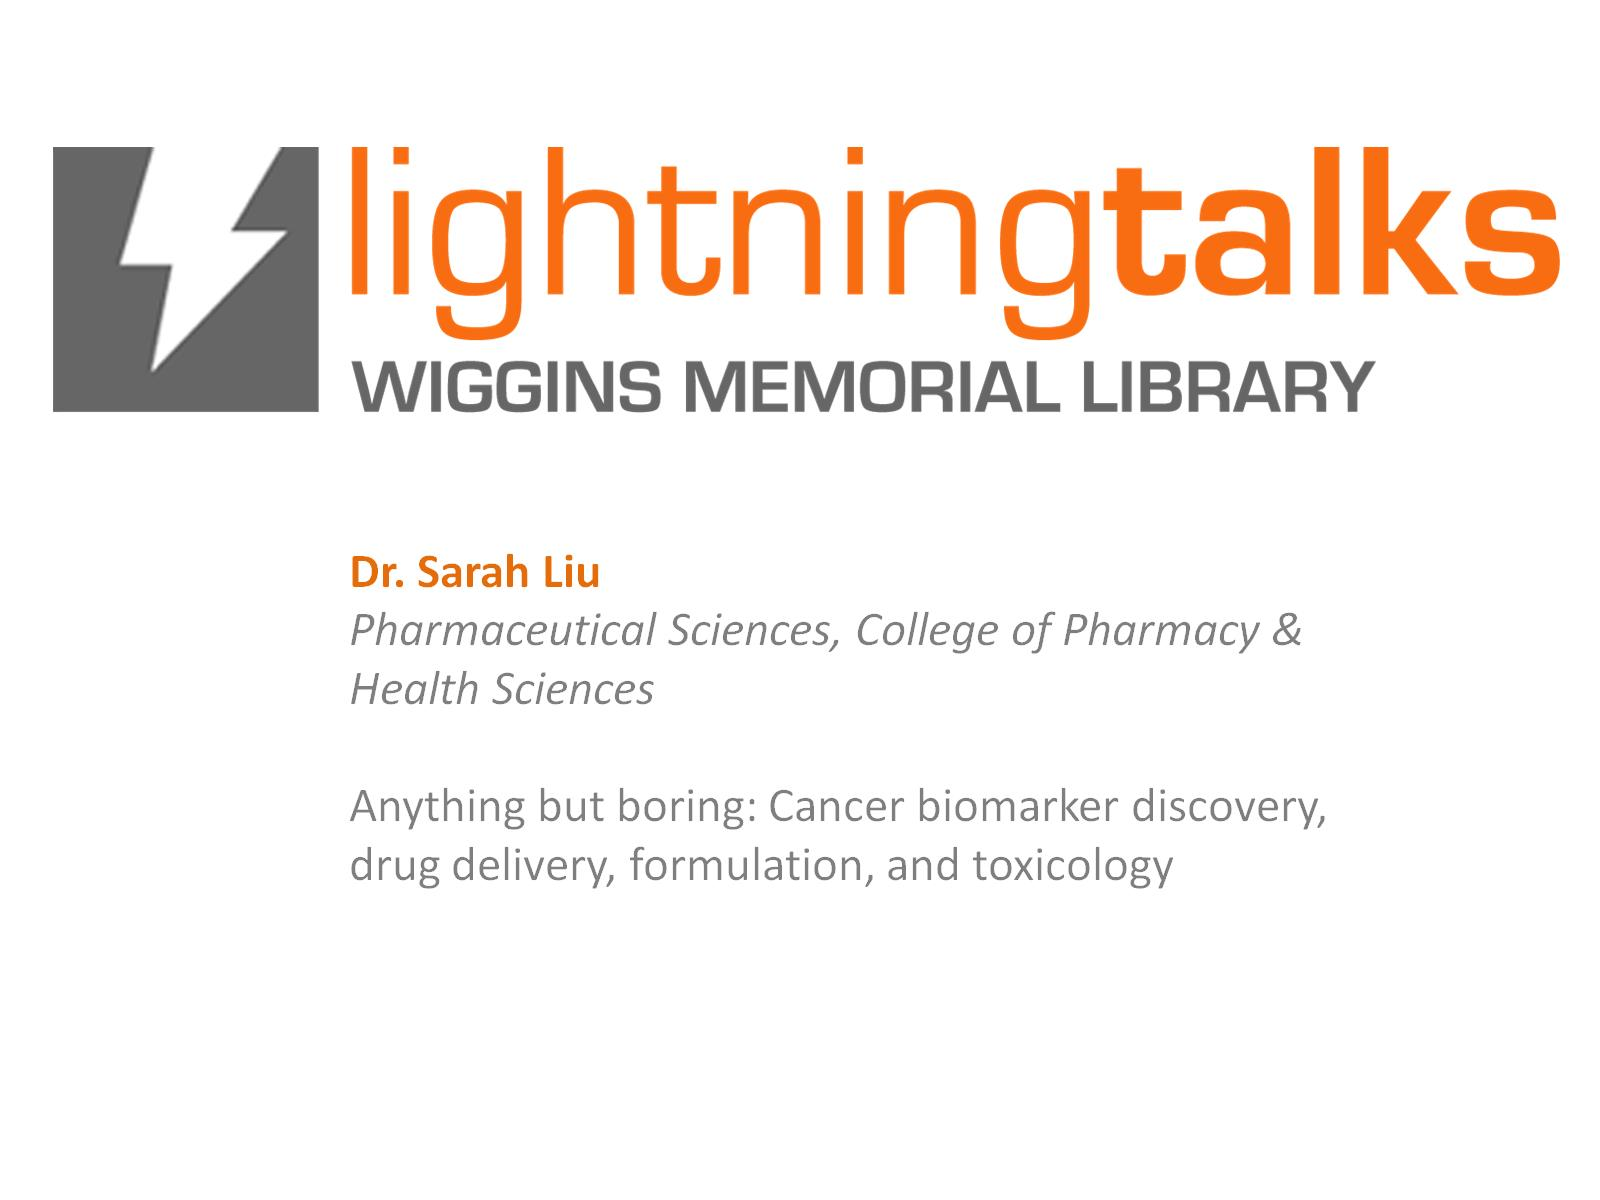 lightningtalks
WIGGINS MEMORIAL LIBRARY
Dr. Sarah Liu
Pharmaceutical Sciences, College of Pharmacy &
Health Sciences
Anything but boring: Cancer biomarker discovery,
drug delivery, formulation, and toxicology